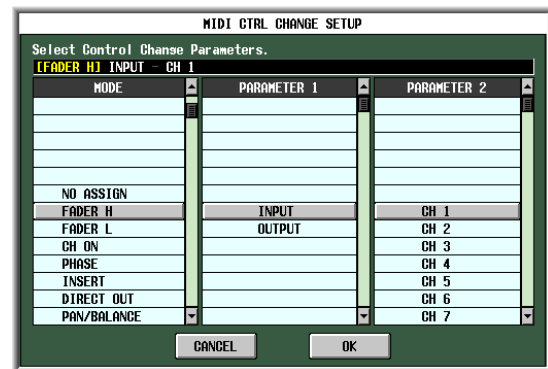 MIDI CTRL CHANGE SETUP
Select Control Change Parameters.
[FADER H] INPUT - CH 1
MODE PARAMETER 1 PARAMETER 2
NO ASSIGN
FADER H INPUT CH 1
FADER L OUTPUT CH 2
CH ON CH 3
PHASE CH 4
INSERT CH 5
DIRECT OUT CH 6
PAN/BALANCE CH 7
CANCEL OK